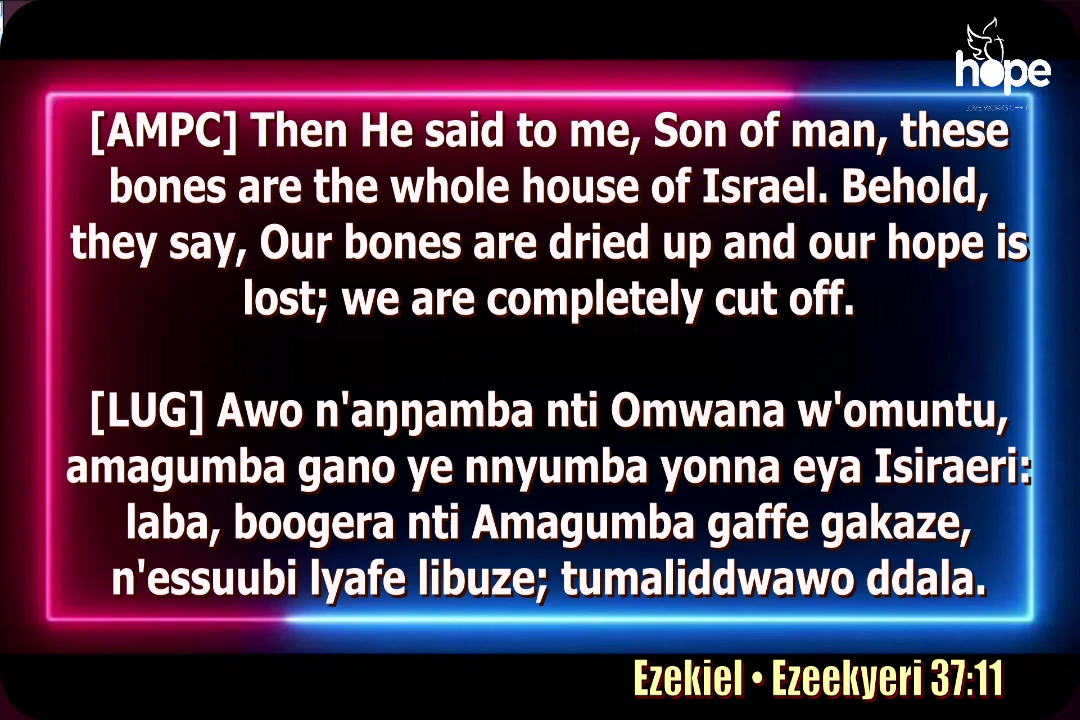 hope
[AMPC] Then He said to me, Son of man, these
bones are the whole house of Israel. Behold,
they say, Our bones are dried up and our hope is
lost; we are completely cut off.
[LUG] Awo n'aŋŋamba nti Omwana w'omuntu,
amagumba gano ye nnyumba yonna eya Isiraeri:
laba, boogera nti Amagumba gaffe gakaze,
n'essuubi lyafe libuze; tumaliddwawo ddala.
Ezekiel • Ezeekyeri 37:11